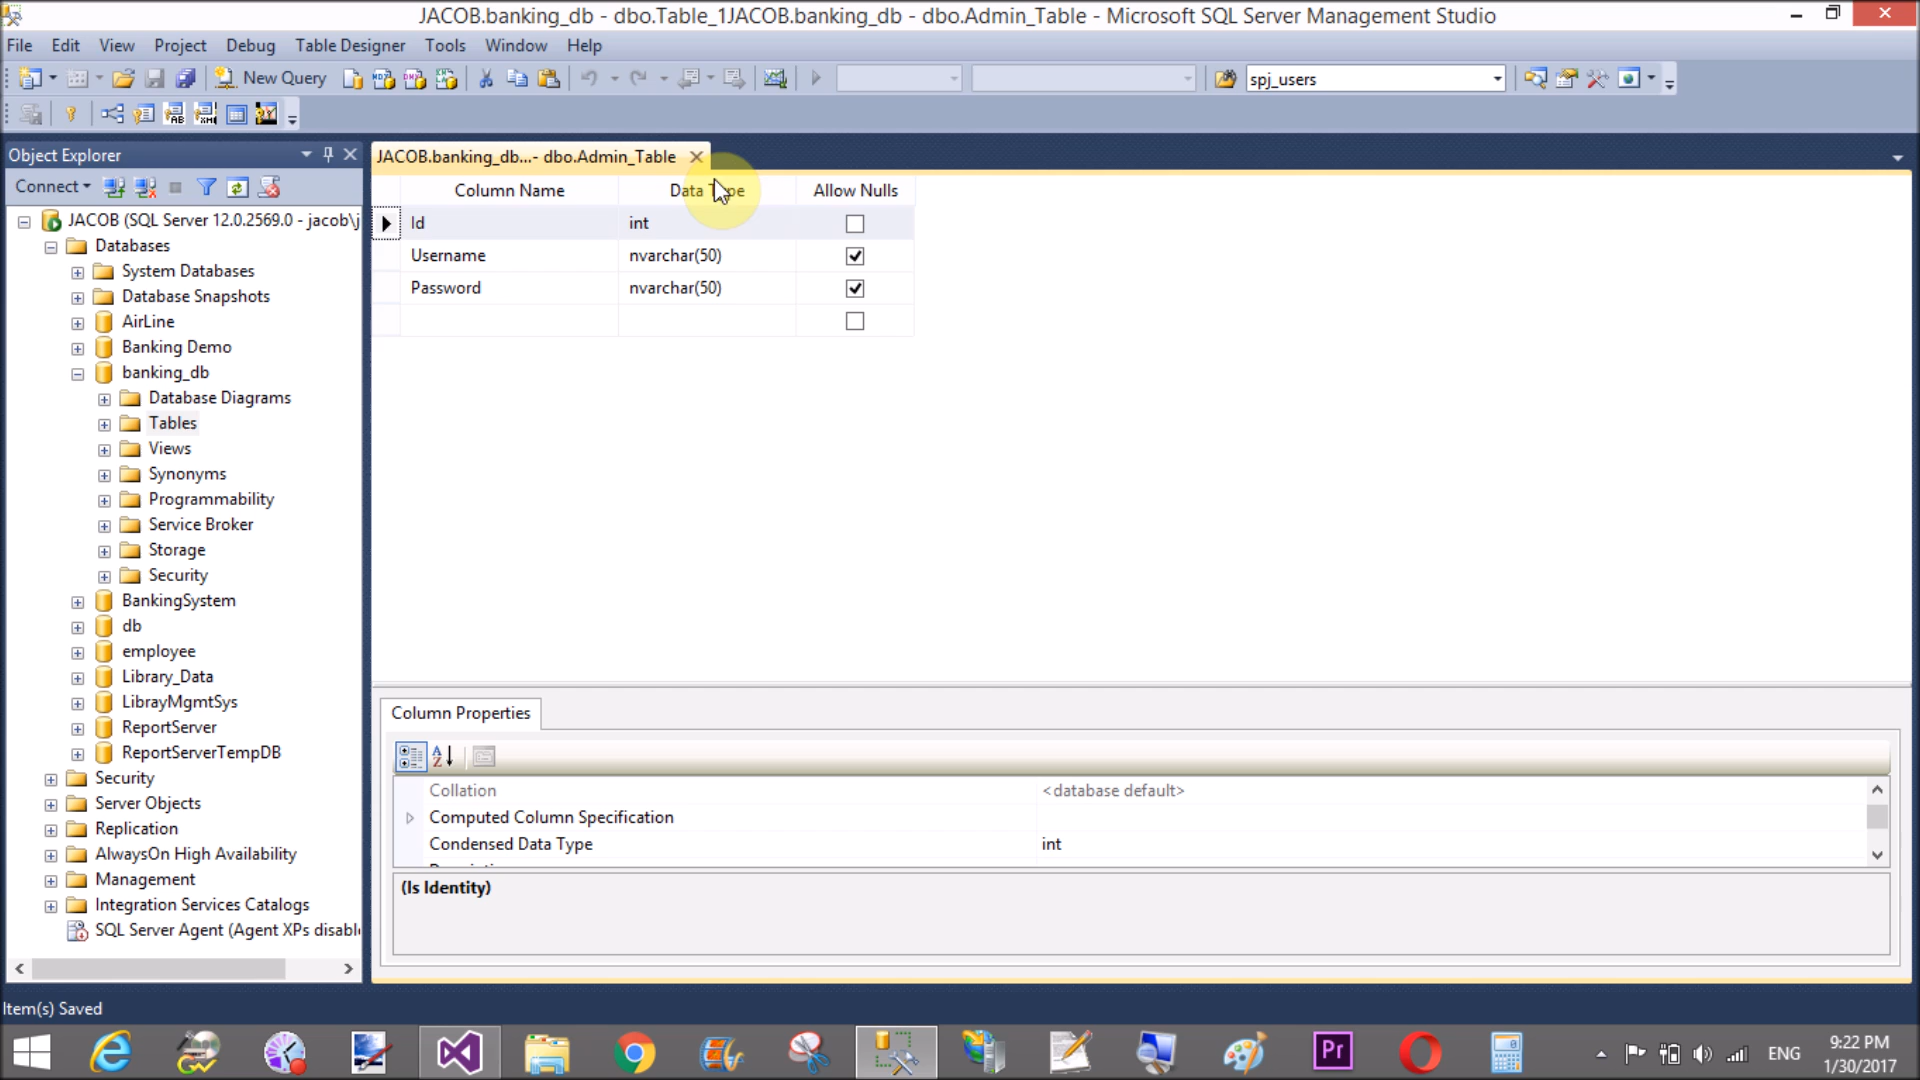 JACOB.banking_db - dbo.Table_1JACOB.banking_db - dbo.Admin_Table - Microsoft SQL Server Management Studio
File Edit View Project Debug Table Designer Tools Window Help
New Query
spj_users
Object Explorer
Connect
JACOB (SQL Server 12.0.2569.0 - jacob\j
Databases
System Databases
Database Snapshots
AirLine
Banking Demo
banking_db
Database Diagrams
Tables
Views
Synonyms
Programmability
Service Broker
Storage
Security
BankingSystem
db
employee
Library_Data
LibrayMgmtSys
ReportServer
ReportServerTempDB
Security
Server Objects
Replication
AlwaysOn High Availability
Management
Integration Services Catalogs
SQL Server Agent (Agent XPs disabl
JACOB.banking_db...- dbo.Admin_Table
Column Name Data Type Allow Nulls
Id int
Username nvarchar(50)
Password nvarchar(50)
Column Properties
Collation <database default>
Computed Column Specification
Condensed Data Type int
(Is Identity)
Item(s) Saved
Pr
ENG
9:22 PM
1/30/2017